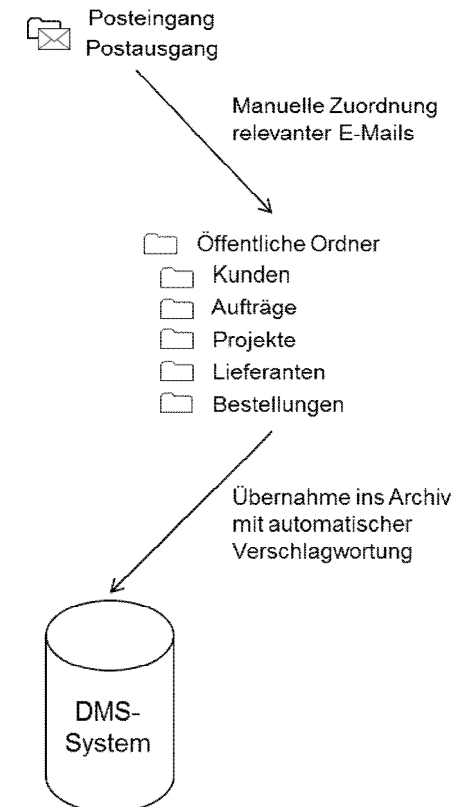 Posteingang
Postausgang
Manuelle Zuordnung
relevanter E-Mails
Öffentliche Ordner
Kunden
Aufträge
Projekte
Lieferanten
Bestellungen
Übernahme ins Archiv
mit automatischer
Verschlagwortung
DMS-
System